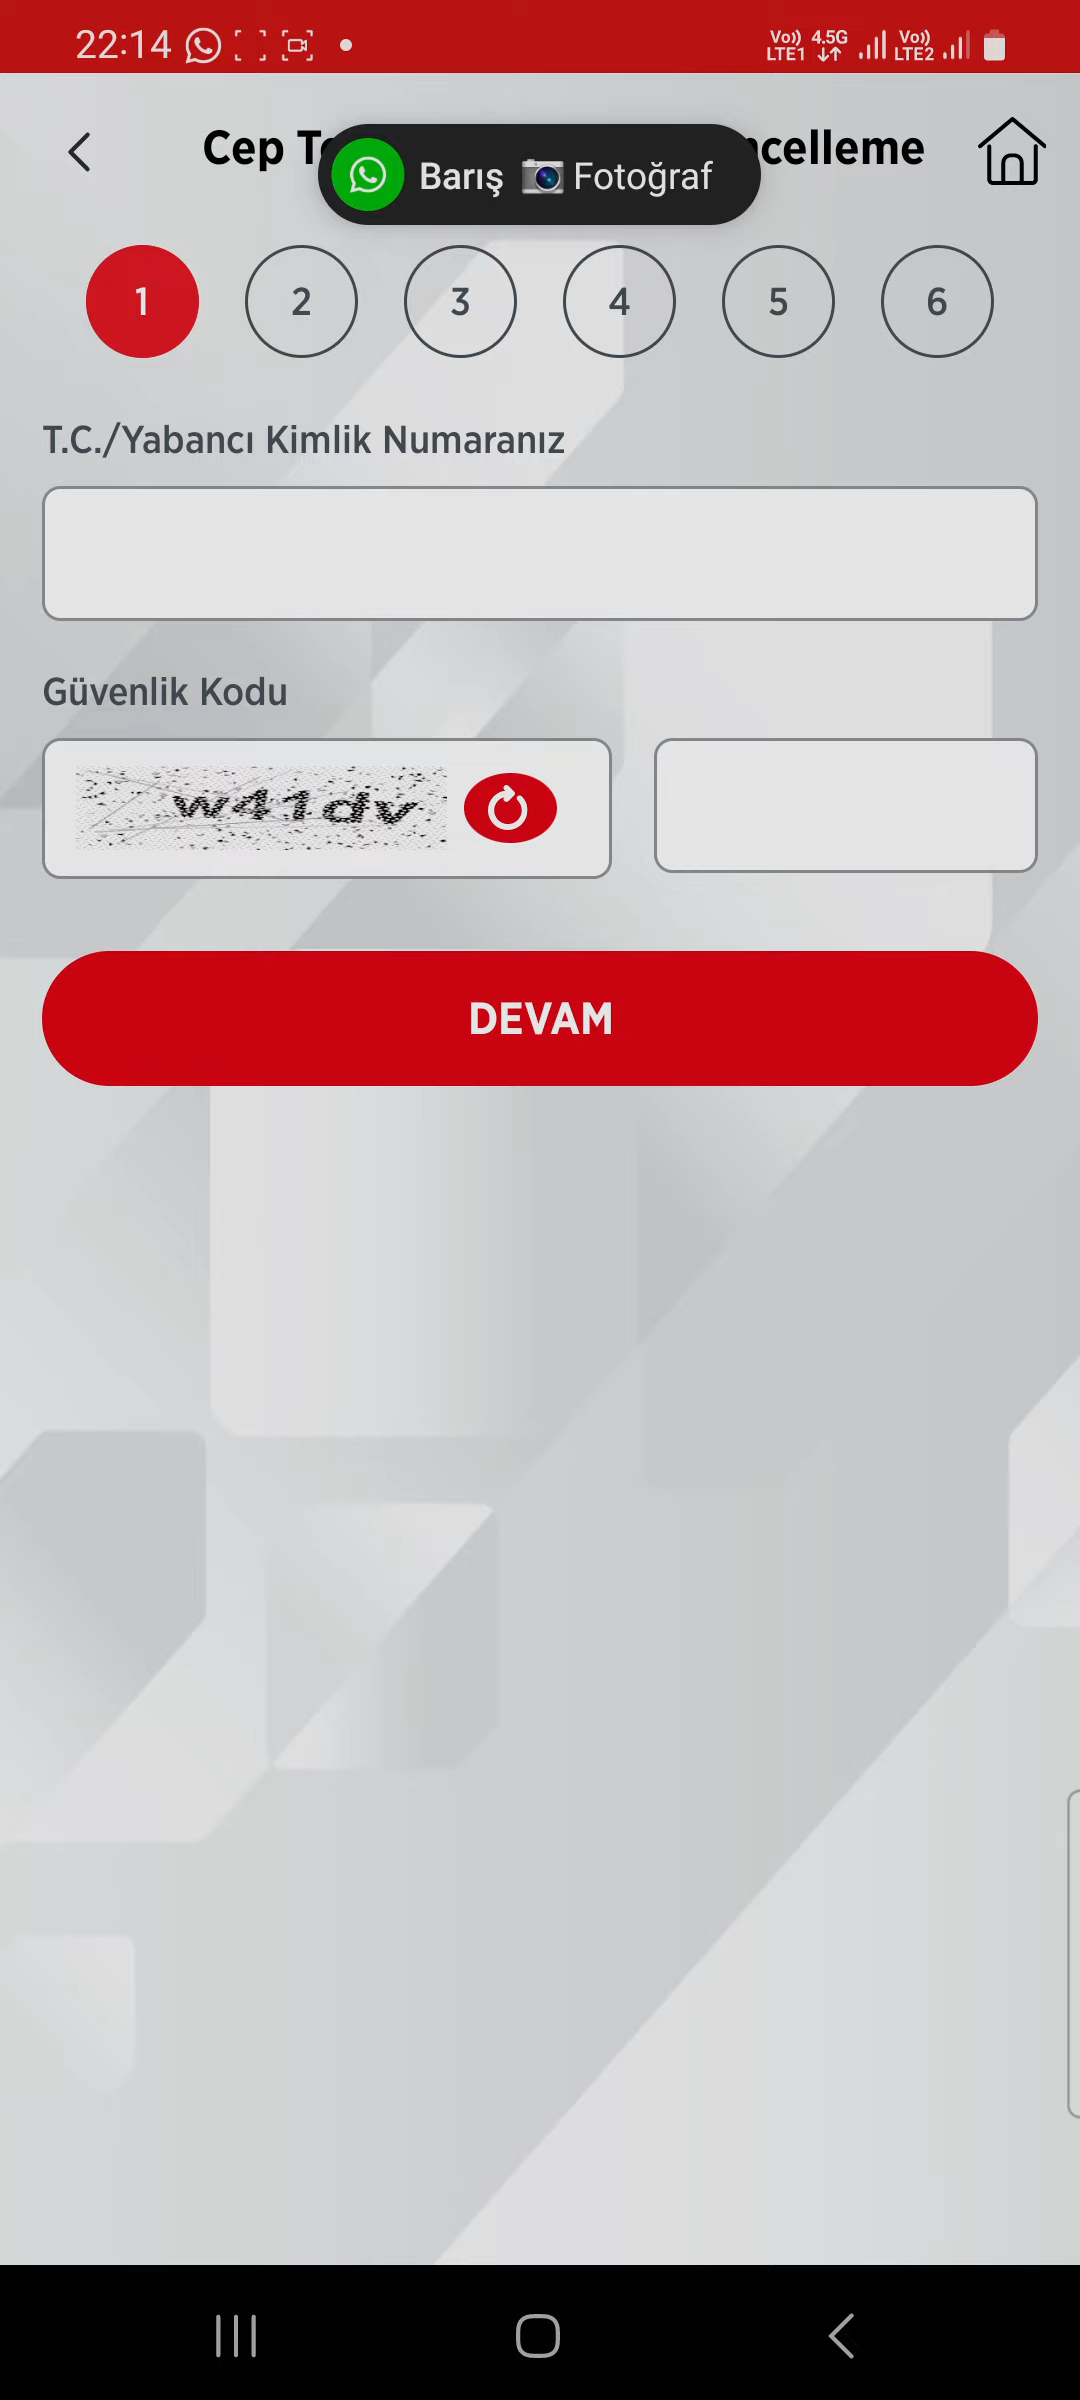 22:14
Vo)) LTE1 4.5G Vo)) LTE2
Cep ncelleme
Barış Fotoğraf
1 2 3 4 5 6
T.C./Yabancı Kimlik Numaranız
Güvenlik Kodu
w41dv
DEVAM